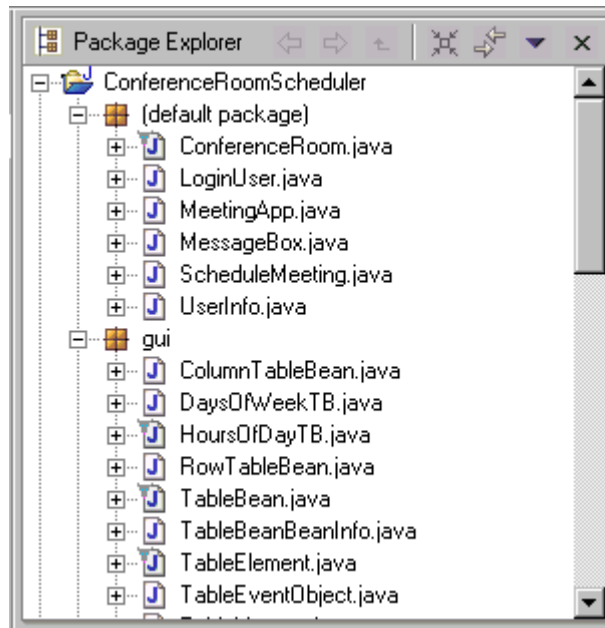 Package Explorer
ConferenceRoomScheduler
(default package)
ConferenceRoom.java
LoginUser.java
MeetingApp.java
MessageBox.java
ScheduleMeeting.java
UserInfo.java
gui
ColumnTableBean.java
DaysOfWeekTB.java
HoursOfDayTB.java
RowTableBean.java
TableBean.java
TableBeanBeanInfo.java
TableElement.java
TableEventObject.java